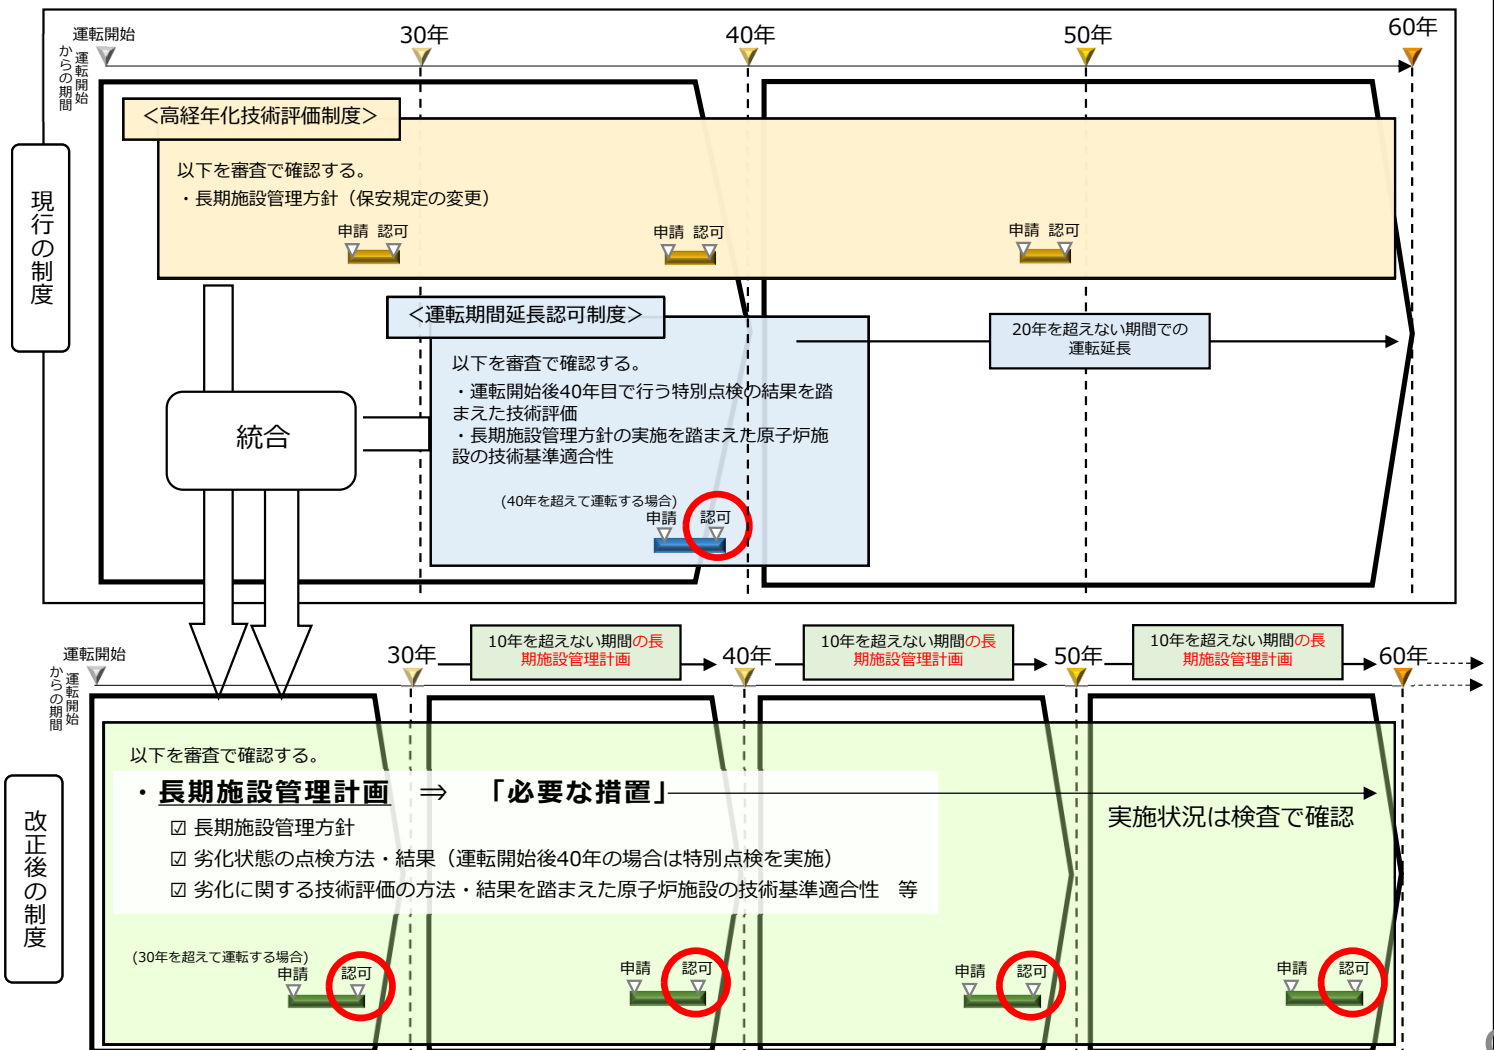 運転開始
30年
40年
50年
60年
運転開始
からの期間
現行の制度
＜高経年化技術評価制度＞
以下を審査で確認する。
・長期施設管理方針（保安規定の変更）
申請 認可
申請 認可
申請 認可
＜運転期間延長認可制度＞
以下を審査で確認する。
・運転開始後40年目で行う特別点検の結果を踏
まえた技術評価
・長期施設管理方針の実施を踏まえた原子炉施
設の技術基準適合性
(40年を超えて運転する場合)
申請 認可
20年を超えない期間での
運転延長
統合
運転開始
30年
10年を超えない期間の長
期施設管理計画
40年
10年を超えない期間の長
期施設管理計画
50年
10年を超えない期間の長
期施設管理計画
60年
運転開始
からの期間
改正後の制度
以下を審査で確認する。
・長期施設管理計画 ⇒ 「必要な措置」
実施状況は検査で確認
☑ 長期施設管理方針
☑ 劣化状態の点検方法・結果（運転開始後40年の場合は特別点検を実施）
☑ 劣化に関する技術評価の方法・結果を踏まえた原子炉施設の技術基準適合性　等
(30年を超えて運転する場合)
申請 認可
申請 認可
申請 認可
申請 認可